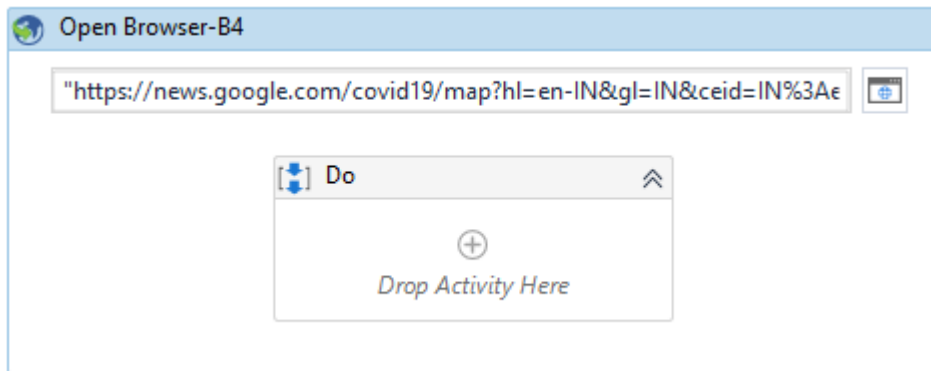 Open Browser-B4
"https://news.google.com/covid19/map?hl=en-IN&gl=IN&ceid=IN%3Ae
Do
Drop Activity Here